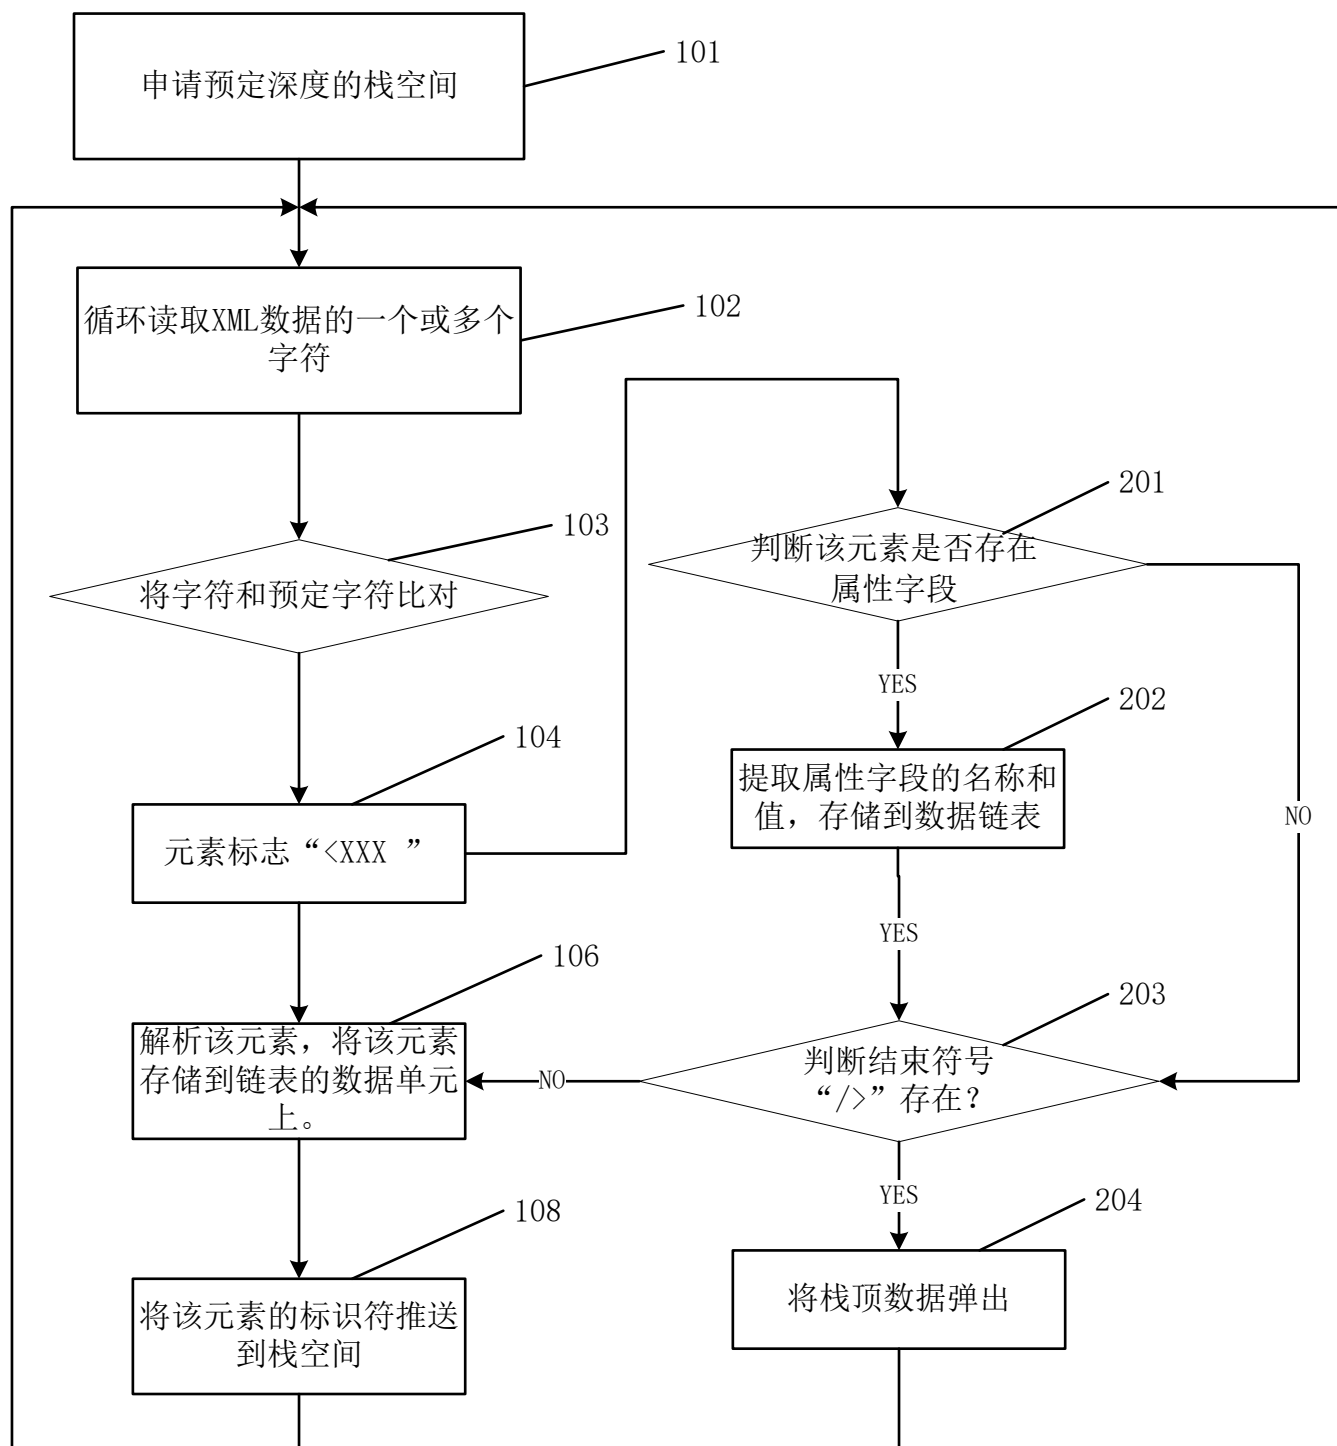 101
申请预定深度的栈空间
102
循环读取XML数据的一个或多个
字符
103
将字符和预定字符比对
104
元素标志“<XXX ”
106
解析该元素，将该元素
存储到链表的数据单元
上。
108
将该元素的标识符推送
到栈空间
201
判断该元素是否存在
属性字段
YES
NO
202
提取属性字段的名称和
值，存储到数据链表
YES
203
判断结束符号
“/>”存在？
NO
YES
204
将栈顶数据弹出